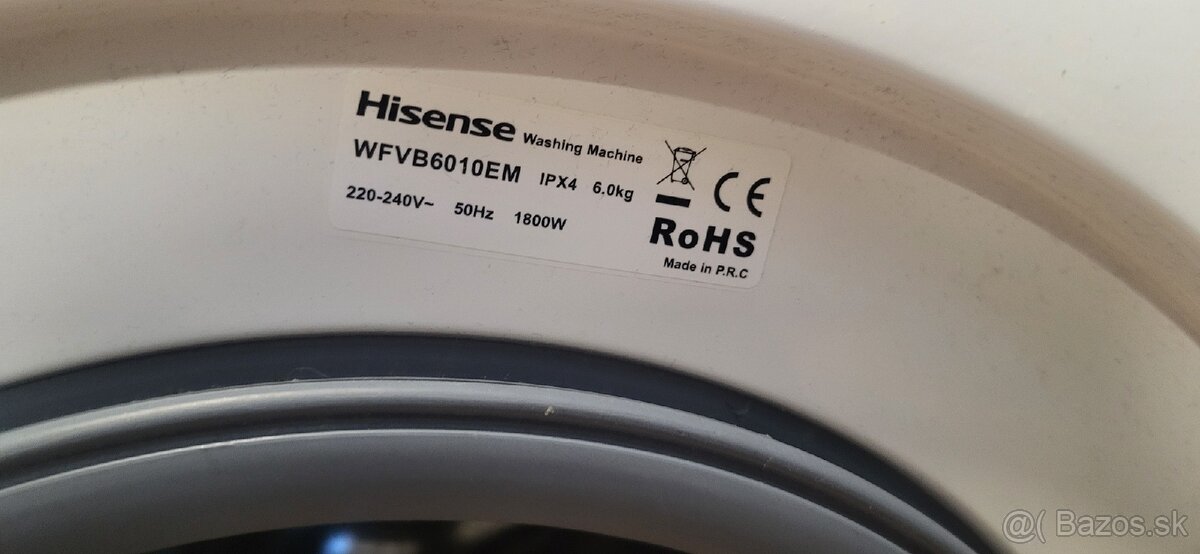 Hisense Washing Machine
WFVB6010EM IPX4 6.0kg
220-240V~ 50Hz 1800W
CE
RoHS
Made in P.R.C
@( Bazos.sk